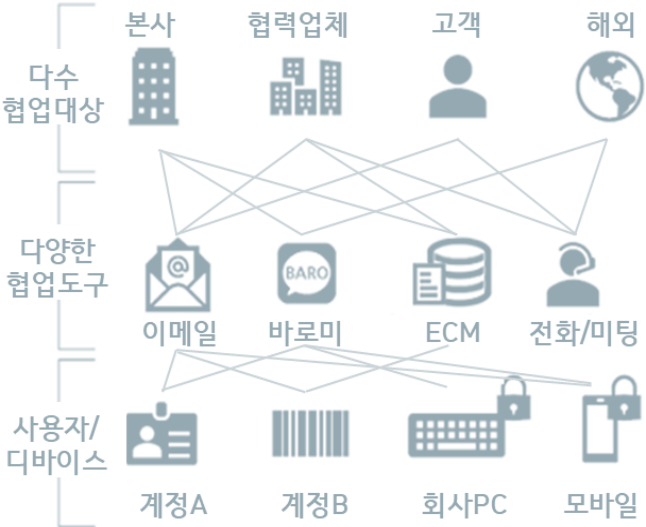 본사 협력업체 고객 해외
다수
협업대상
다양한
협업도구
@
BARO
이메일 바로미 ECM 전화/미팅
사용자/
디바이스
계정A 계정B 회사PC 모바일